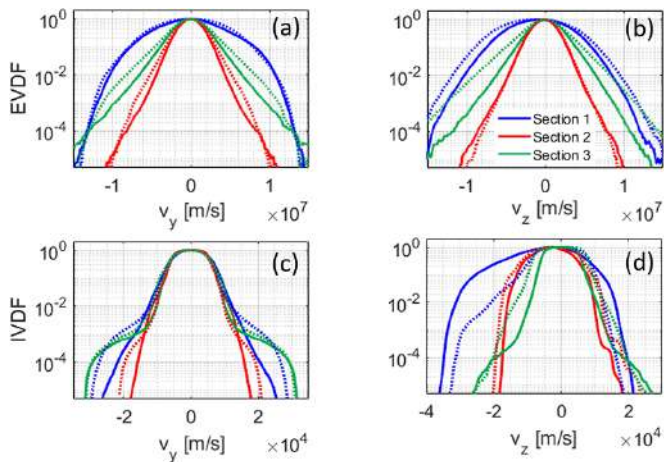 (a)
(b)
EVDF
10^0
10^-2
10^-4
10^0
10^-2
10^-4
Section 1
Section 2
Section 3
-1 0 1
-1 0 1
v_y [m/s] ×10^7
v_z [m/s] ×10^7
(c)
(d)
IVDF
10^0
10^-2
10^-4
10^0
10^-2
10^-4
-2 0 2
-4 -2 0 2
v_y [m/s] ×10^4
v_z [m/s] ×10^4